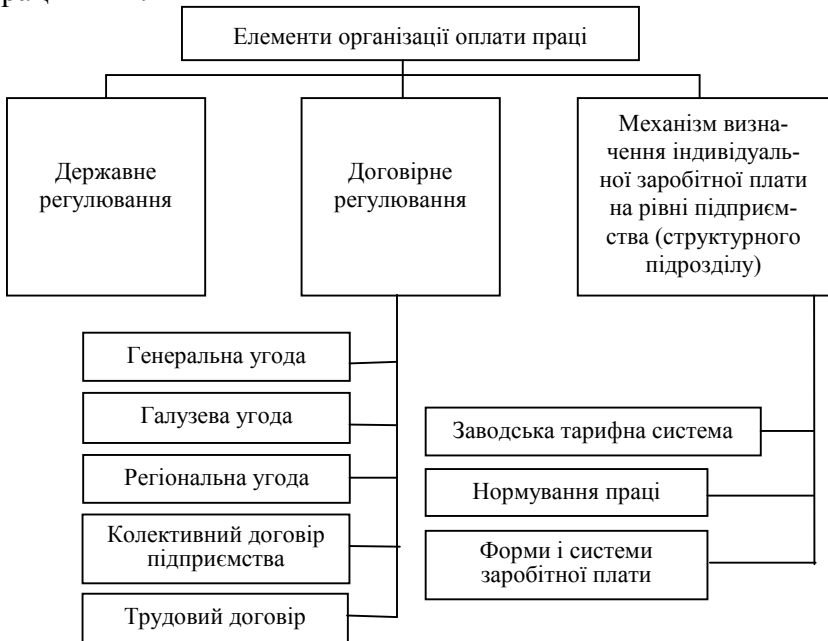 Елементи організації оплати праці
Державне
регулювання
Договірне
регулювання
Механізм визна-
чення індивідуаль-
ної заробітної плати
на рівні підприєм-
ства (структурного
підрозділу)
Генеральна угода
Галузева угода
Регіональна угода
Колективний договір
підприємства
Трудовий договір
Заводська тарифна система
Нормування праці
Форми і системи
заробітної плати